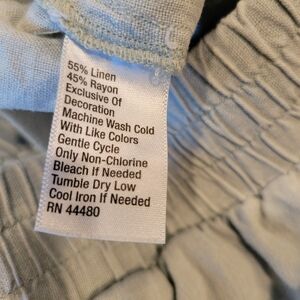 55% Linen
45% Rayon
Exclusive Of
Decoration
Machine Wash Cold
With Like Colors
Gentle Cycle
Only Non-Chlorine
Bleach If Needed
Tumble Dry Low
Cool Iron If Needed
RN 44480